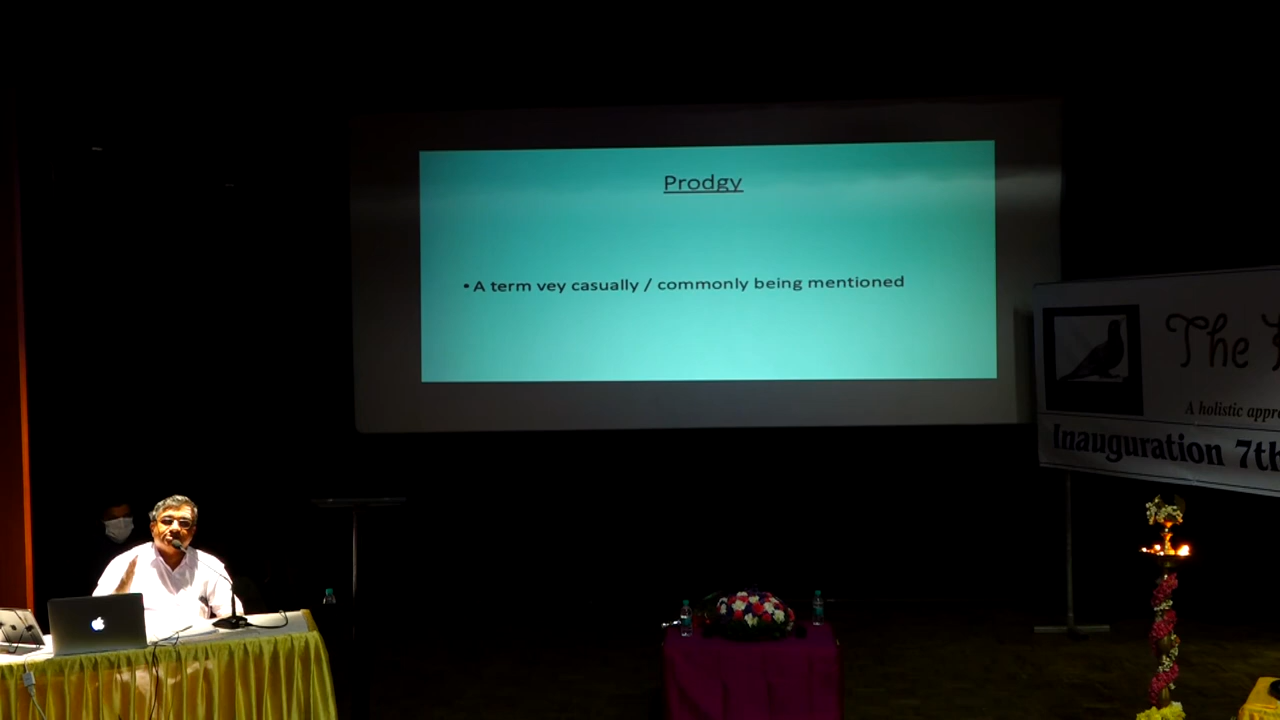 Prodgy
• A term vey casually / commonly being mentioned
The
A holistic appr
Inauguration 7th